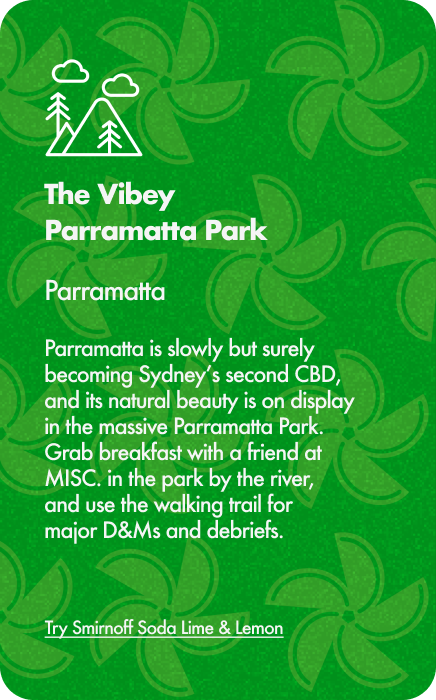 The Vibey
Parramatta Park
Parramatta
Parramatta is slowly but surely
becoming Sydney’s second CBD,
and its natural beauty is on display
in the massive Parramatta Park.
Grab breakfast with a friend at
MISC. in the park by the river,
and use the walking trail for
major D&Ms and debriefs.
Try Smirnoff Soda Lime & Lemon